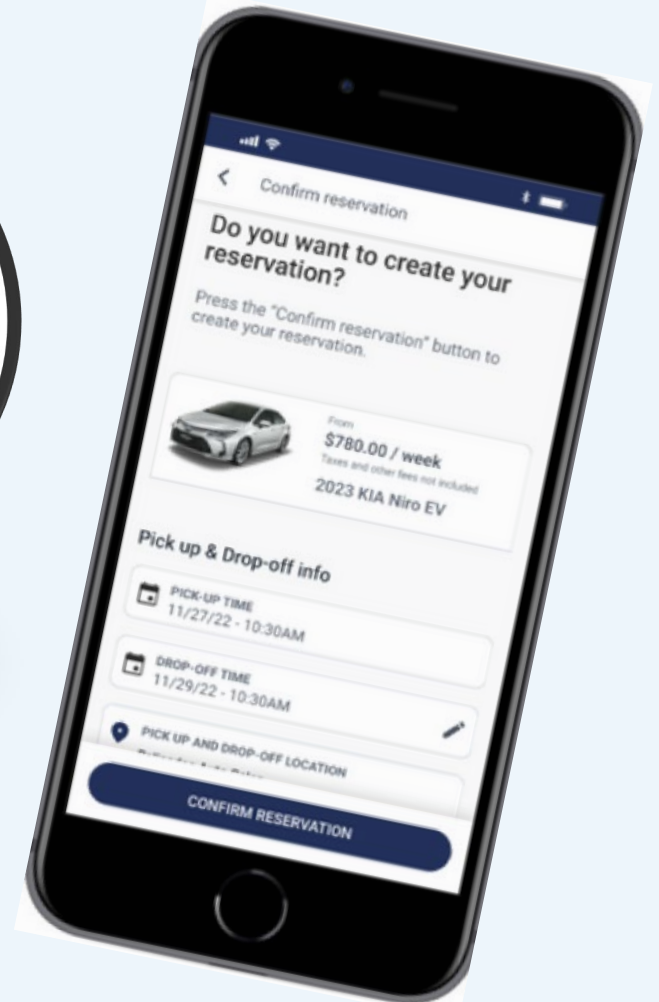 Confirm reservation
Do you want to create your
reservation?
Press the "Confirm reservation" button to
create your reservation.
From
$780.00 / week
Taxes and other fees not included
2023 KIA Niro EV
Pick up & Drop-off info
PICK-UP TIME
11/27/22 - 10:30AM
DROP-OFF TIME
11/29/22 - 10:30AM
PICK UP AND DROP-OFF LOCATION
CONFIRM RESERVATION